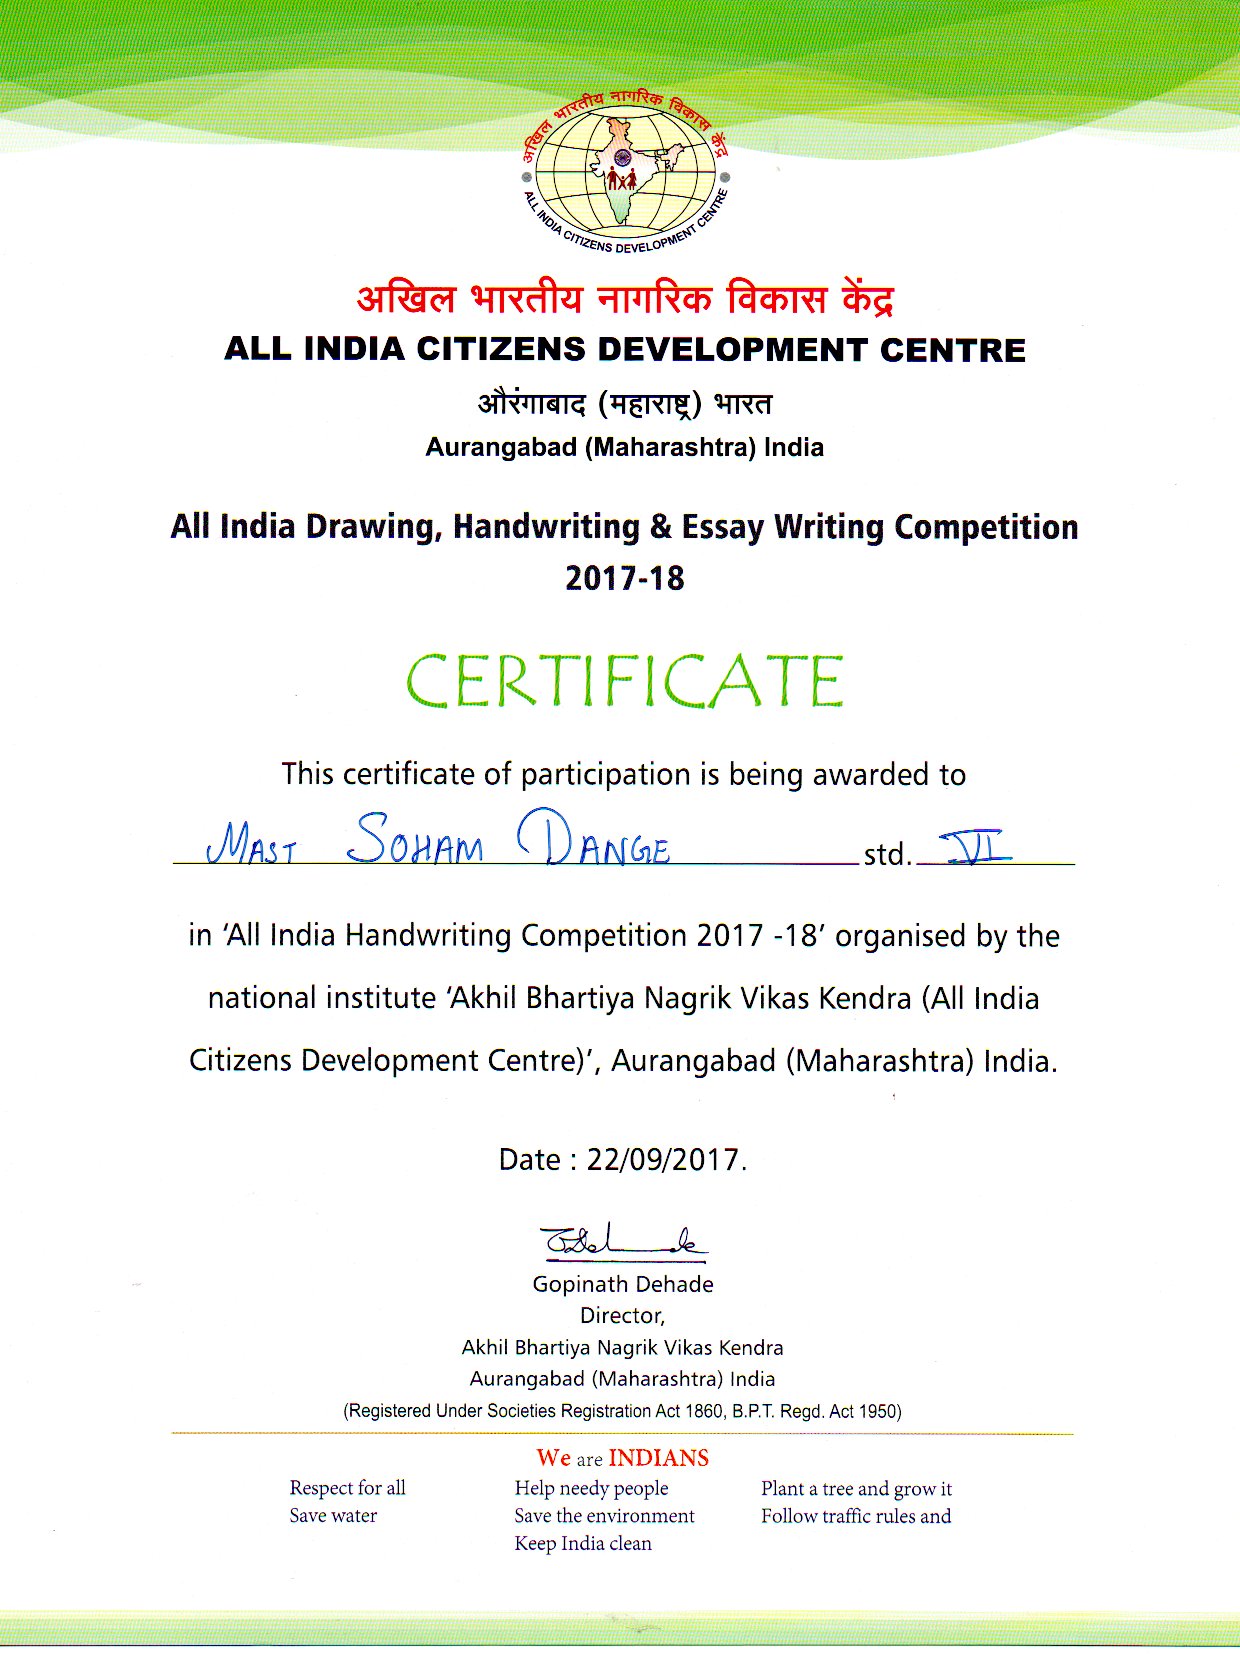 अखिल भारतीय नागरिक विकास केंद्र
ALL INDIA CITIZENS DEVELOPMENT CENTRE
अखिल भारतीय नागरिक विकास केंद्र
ALL INDIA CITIZENS DEVELOPMENT CENTRE
औरंगाबाद (महाराष्ट्र) भारत
Aurangabad (Maharashtra) India
All India Drawing, Handwriting & Essay Writing Competition
2017-18
CERTIFICATE
This certificate of participation is being awarded to
MAST SOHAM DANGE std. VI
in ‘All India Handwriting Competition 2017 -18’ organised by the
national institute ‘Akhil Bhartiya Nagrik Vikas Kendra (All India
Citizens Development Centre)’, Aurangabad (Maharashtra) India.
Date : 22/09/2017.
Gopinath Dehade
Director,
Akhil Bhartiya Nagrik Vikas Kendra
Aurangabad (Maharashtra) India
(Registered Under Societies Registration Act 1860, B.P.T. Regd. Act 1950)
We are INDIANS
Respect for all Help needy people Plant a tree and grow it
Save water Save the environment Follow traffic rules and
Keep India clean